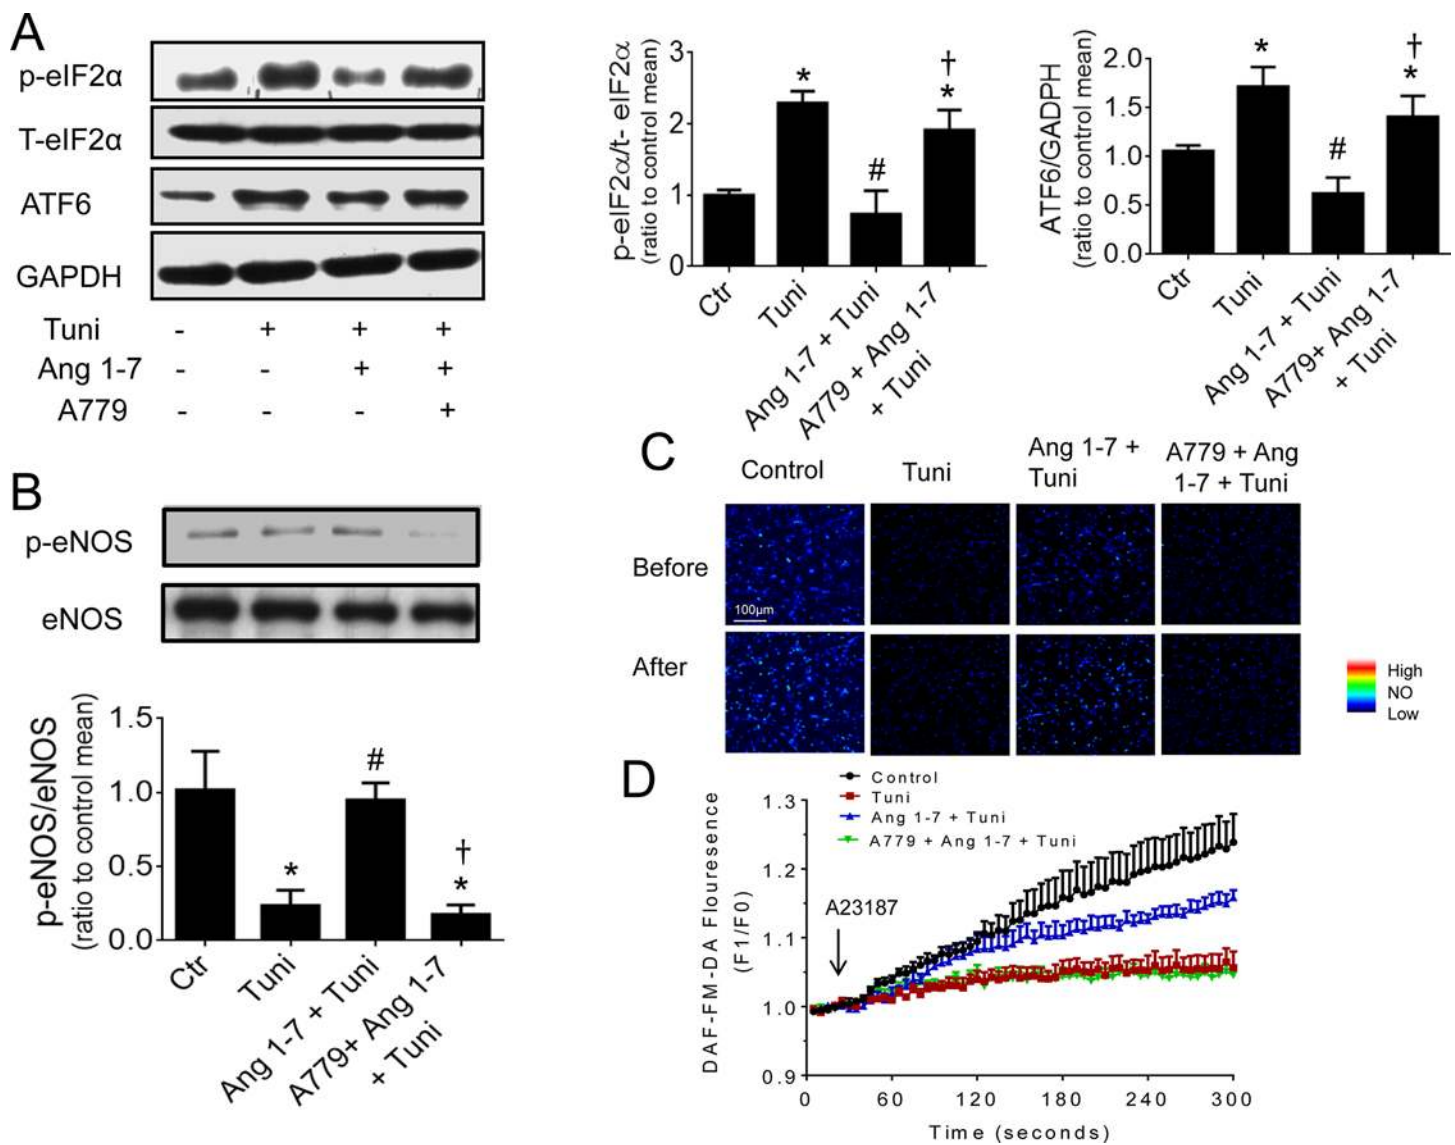 A
p-eIF2α
T-eIF2α
ATF6
GAPDH
Tuni - + + +
Ang 1-7 - - + +
A779 - - - +
p-eIF2α/t- eIF2α
(ratio to control mean)
3
2
1
0
*
#
†
*
Ctr
Tuni
Ang 1-7 + Tuni
A779 + Ang 1-7
+ Tuni
ATF6/GADPH
(ratio to control mean)
2.0
1.5
1.0
0.5
0.0
*
#
†
*
Ctr
Tuni
Ang 1-7 + Tuni
A779+ Ang 1-7
+ Tuni
B
p-eNOS
eNOS
p-eNOS/eNOS
(ratio to control mean)
1.5
1.0
0.5
0.0
*
#
†
*
Ctr
Tuni
Ang 1-7 + Tuni
A779+ Ang 1-7
+ Tuni
C
Control
Tuni
Ang 1-7 +
Tuni
A779 + Ang
1-7 + Tuni
Before
100µm
After
High
NO
Low
D
Control
Tuni
Ang 1-7 + Tuni
A779 + Ang 1-7 + Tuni
A23187
DAF-FM-DA Flouresence
(F1/F0)
1.3
1.2
1.1
1.0
0.9
0 60 120 180 240 300
Time (seconds)